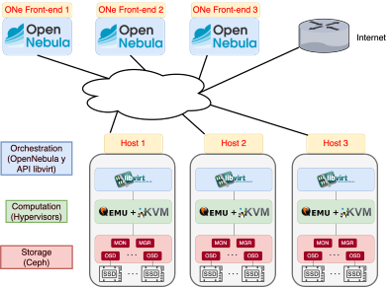 ONe Front-end 1
ONe Front-end 2
ONe Front-end 3
Open
Nebula
Open
Nebula
Open
Nebula
Internet
Host 1
Host 2
Host 3
Orchestration
(OpenNebula y
API libvirt)
libvirt
libvirt
libvirt
Computation
(Hypervisors)
QEMU + KVM
QEMU + KVM
QEMU + KVM
Storage
(Ceph)
MON MGR
MON MGR
MON MGR
OSD ... OSD
OSD ... OSD
OSD ... OSD
SSD ... SSD
SSD ... SSD
SSD ... SSD